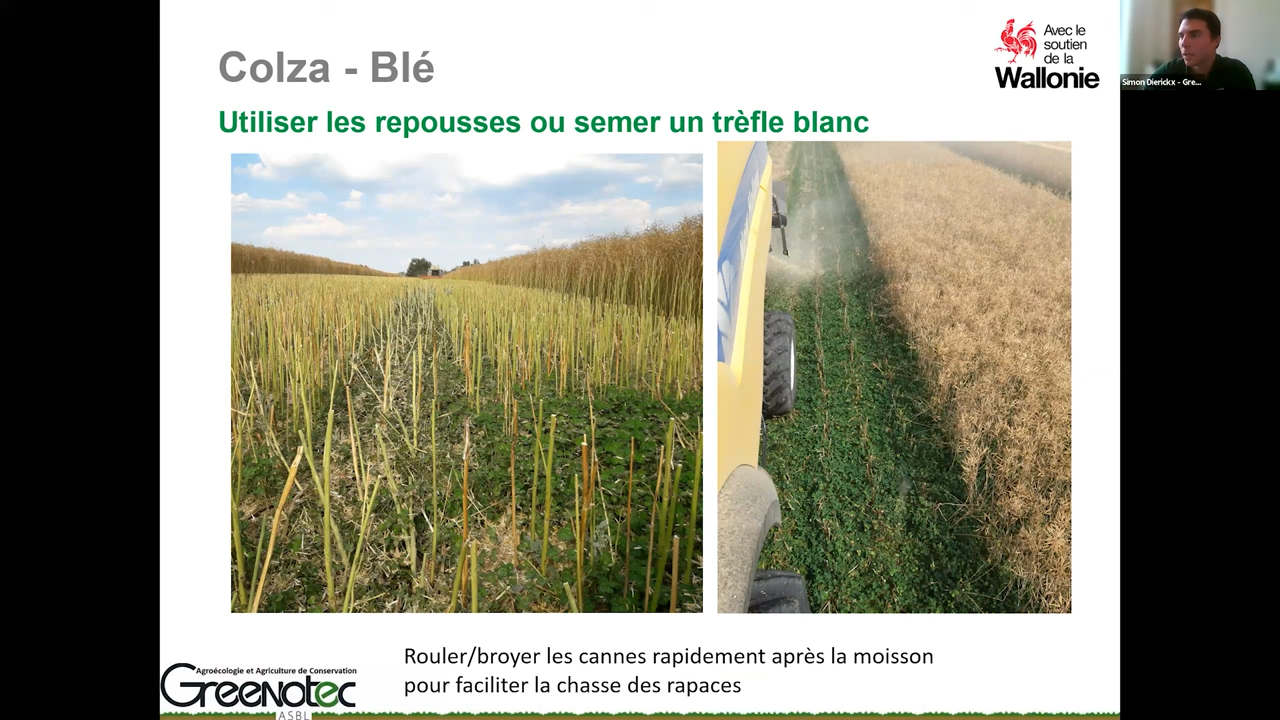 Colza - Blé
Avec le
soutien
de la
Wallonie
Simon Dierickx - Gre...
Utiliser les repousses ou semer un trèfle blanc
Rouler/broyer les cannes rapidement après la moisson
pour faciliter la chasse des rapaces
Agroécologie et Agriculture de Conservation
Greenotec
ASBL